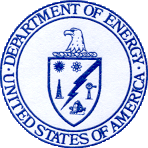 DEPARTMENT OF ENERGY
UNITED STATES OF AMERICA